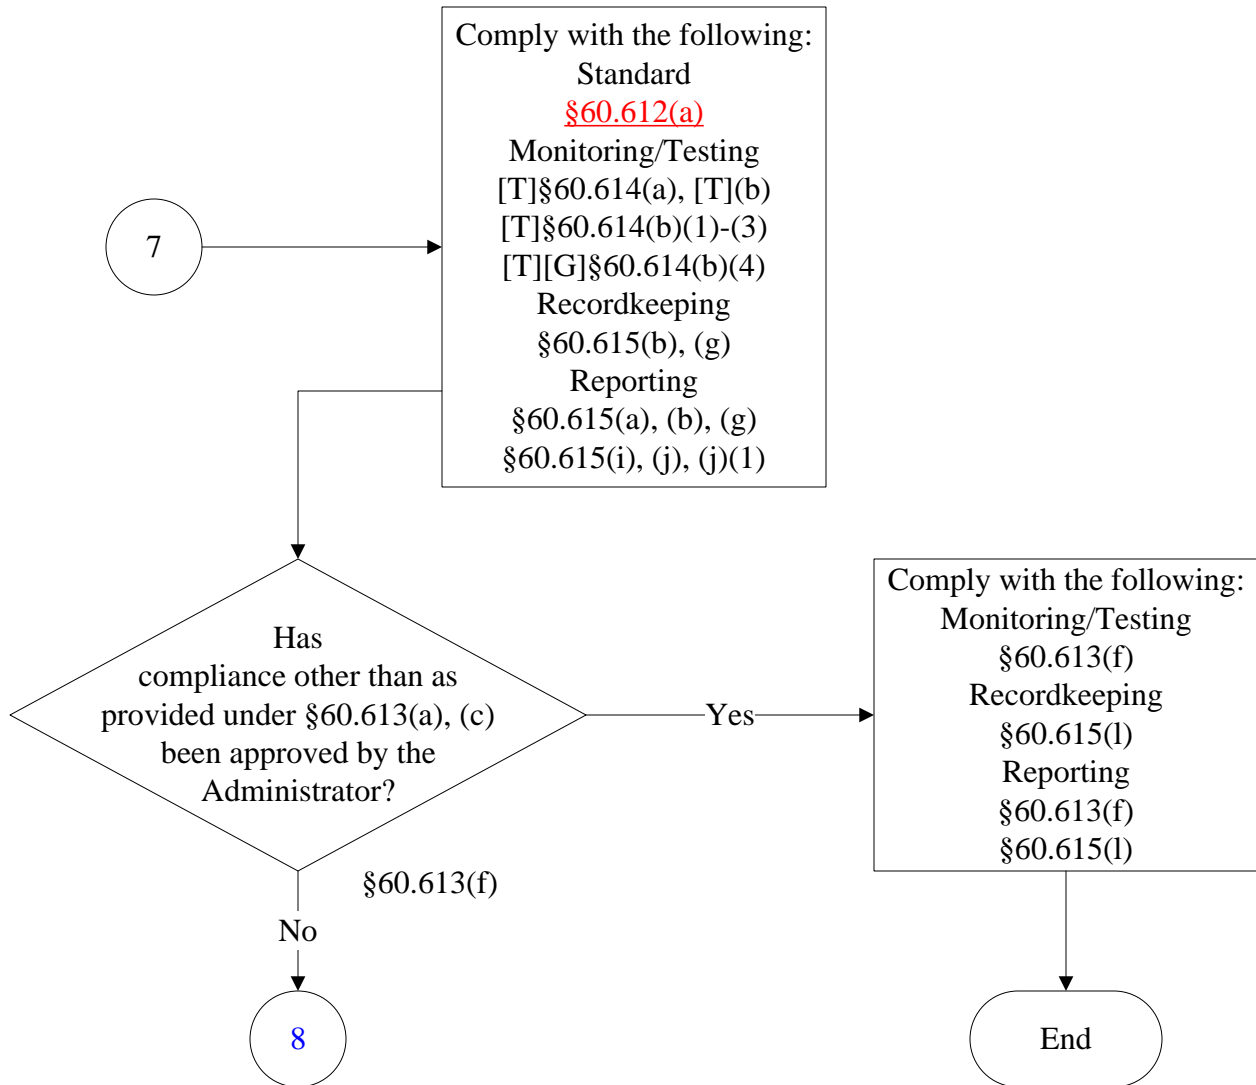 Comply with the following:
Standard
§60.612(a)
Monitoring/Testing
[T]§60.614(a), [T](b)
[T]§60.614(b)(1)-(3)
[T][G]§60.614(b)(4)
Recordkeeping
§60.615(b), (g)
Reporting
§60.615(a), (b), (g)
§60.615(i), (j), (j)(1)
7
Has
compliance other than as
provided under §60.613(a), (c)
been approved by the
Administrator?
§60.613(f)
Yes
Comply with the following:
Monitoring/Testing
§60.613(f)
Recordkeeping
§60.615(l)
Reporting
§60.613(f)
§60.615(l)
No
8
End